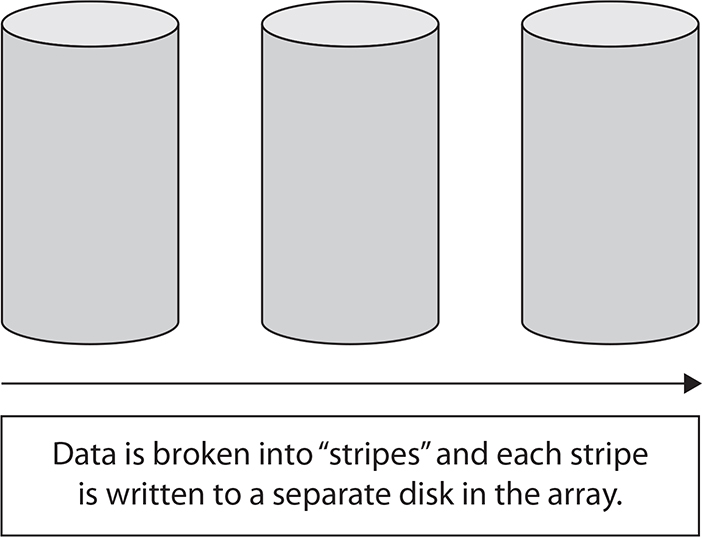 Data is broken into “stripes” and each stripe
is written to a separate disk in the array.